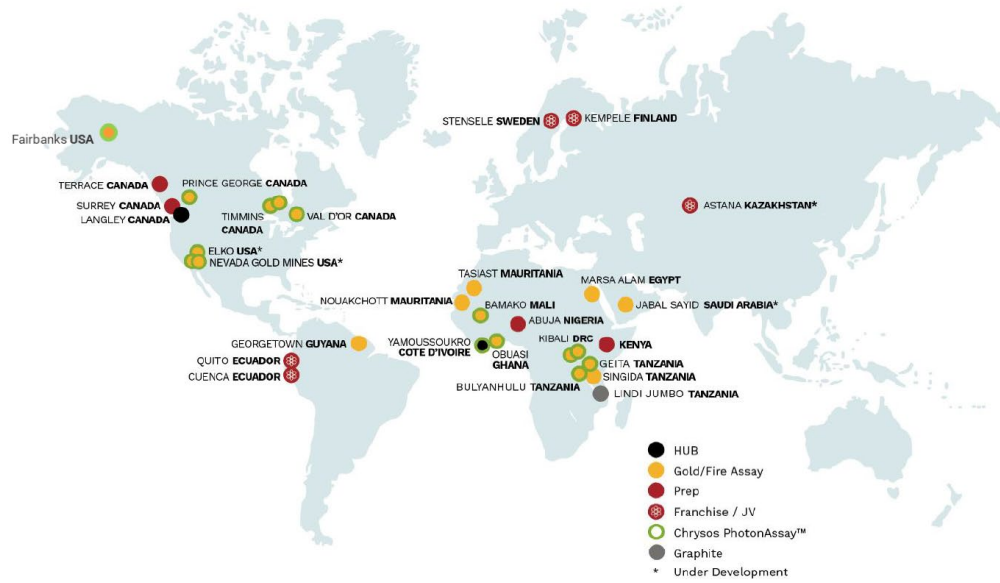 STENSELE SWEDEN
KEMPELE FINLAND
Fairbanks USA
TERRACE CANADA
PRINCE GEORGE CANADA
SURREY CANADA
LANGLEY CANADA
TIMMINS
CANADA
VAL D'OR CANADA
ASTANA KAZAKHSTAN*
ELKO USA*
NEVADA GOLD MINES USA*
TASIAST MAURITANIA
MARSA ALAM EGYPT
NOUAKCHOTT MAURITANIA
BAMAKO MALI
JABAL SAYID SAUDI ARABIA*
ABUJA NIGERIA
GEORGETOWN GUYANA
YAMOUSSOUKRO
COTE D'IVOIRE
OBUASI
GHANA
KIBALI DRC
KENYA
QUITO ECUADOR
GEITA TANZANIA
CUENCA ECUADOR
SINGIDA TANZANIA
BULYANHULU TANZANIA
LINDI JUMBO TANZANIA
HUB
Gold/Fire Assay
Prep
Franchise / JV
Chrysos PhotonAssay™
Graphite
* Under Development